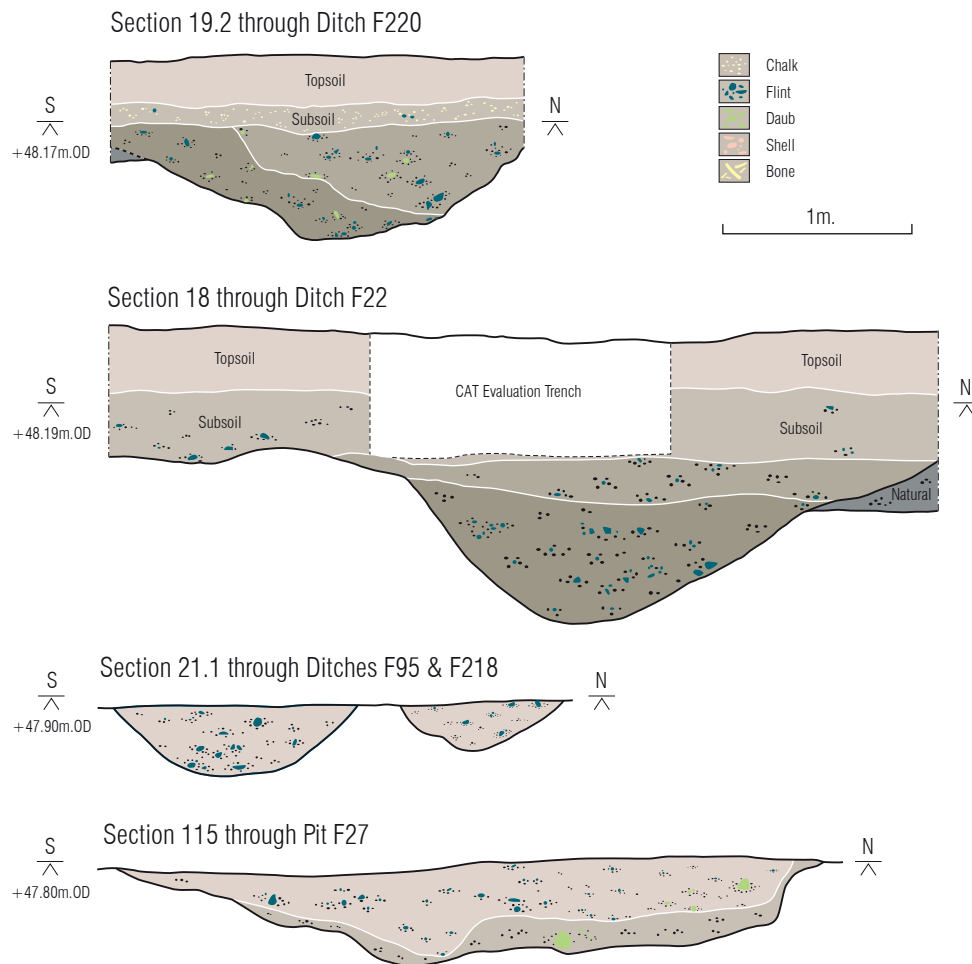 Section 19.2 through Ditch F220
Topsoil
Subsoil
S
+48.17m.OD
N
Chalk
Flint
Daub
Shell
Bone
1m.
Section 18 through Ditch F22
Topsoil
Subsoil
CAT Evaluation Trench
Topsoil
Subsoil
Natural
S
+48.19m.OD
N
Section 21.1 through Ditches F95 & F218
S
+47.90m.OD
N
Section 115 through Pit F27
S
+47.80m.OD
N